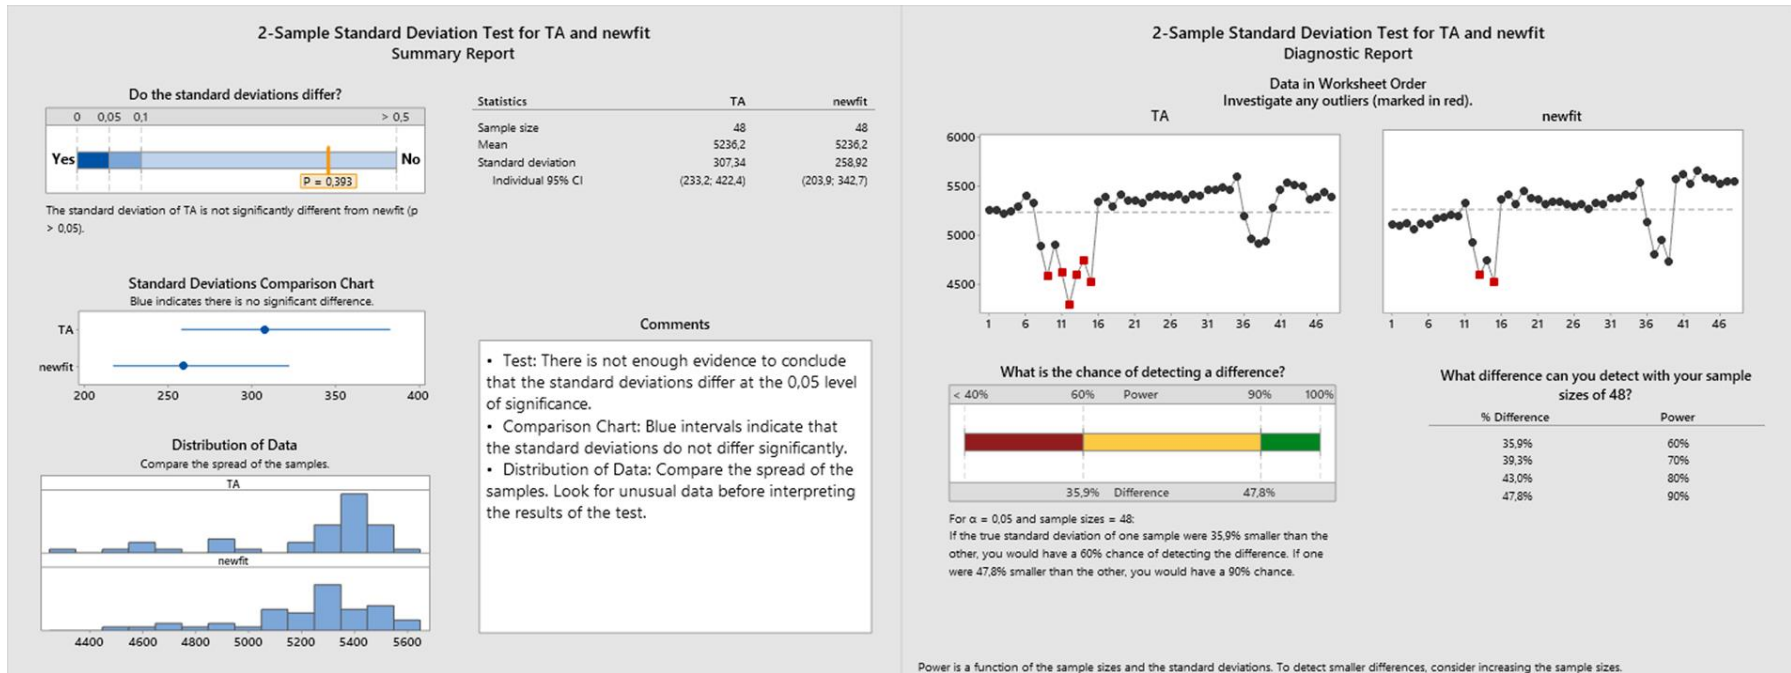 2-Sample Standard Deviation Test for TA and newfit
Summary Report
Do the standard deviations differ?
0 0,05 0,1 > 0,5
Yes No
P = 0,393
The standard deviation of TA is not significantly different from newfit (p
> 0,05).
Statistics TA newfit
Sample size 48 48
Mean 5236,2 5236,2
Standard deviation 307,34 258,92
Individual 95% CI (233,2; 422,4) (203,9; 342,7)
Standard Deviations Comparison Chart
Blue indicates there is no significant difference.
TA
newfit
200 250 300 350 400
Distribution of Data
Compare the spread of the samples.
TA
newfit
4400 4600 4800 5000 5200 5400 5600
Comments
• Test: There is not enough evidence to conclude
that the standard deviations differ at the 0,05 level
of significance.
• Comparison Chart: Blue intervals indicate that
the standard deviations do not differ significantly.
• Distribution of Data: Compare the spread of the
samples. Look for unusual data before interpreting
the results of the test.
2-Sample Standard Deviation Test for TA and newfit
Diagnostic Report
Data in Worksheet Order
Investigate any outliers (marked in red).
TA newfit
6000
5500
5000
4500
1 6 11 16 21 26 31 36 41 46
1 6 11 16 21 26 31 36 41 46
What is the chance of detecting a difference?
< 40% 60% Power 90% 100%
35,9% Difference 47,8%
For α = 0,05 and sample sizes = 48:
If the true standard deviation of one sample were 35,9% smaller than the
other, you would have a 60% chance of detecting the difference. If one
were 47,8% smaller than the other, you would have a 90% chance.
What difference can you detect with your sample
sizes of 48?
% Difference Power
35,9% 60%
39,3% 70%
43,0% 80%
47,8% 90%
Power is a function of the sample sizes and the standard deviations. To detect smaller differences, consider increasing the sample sizes.